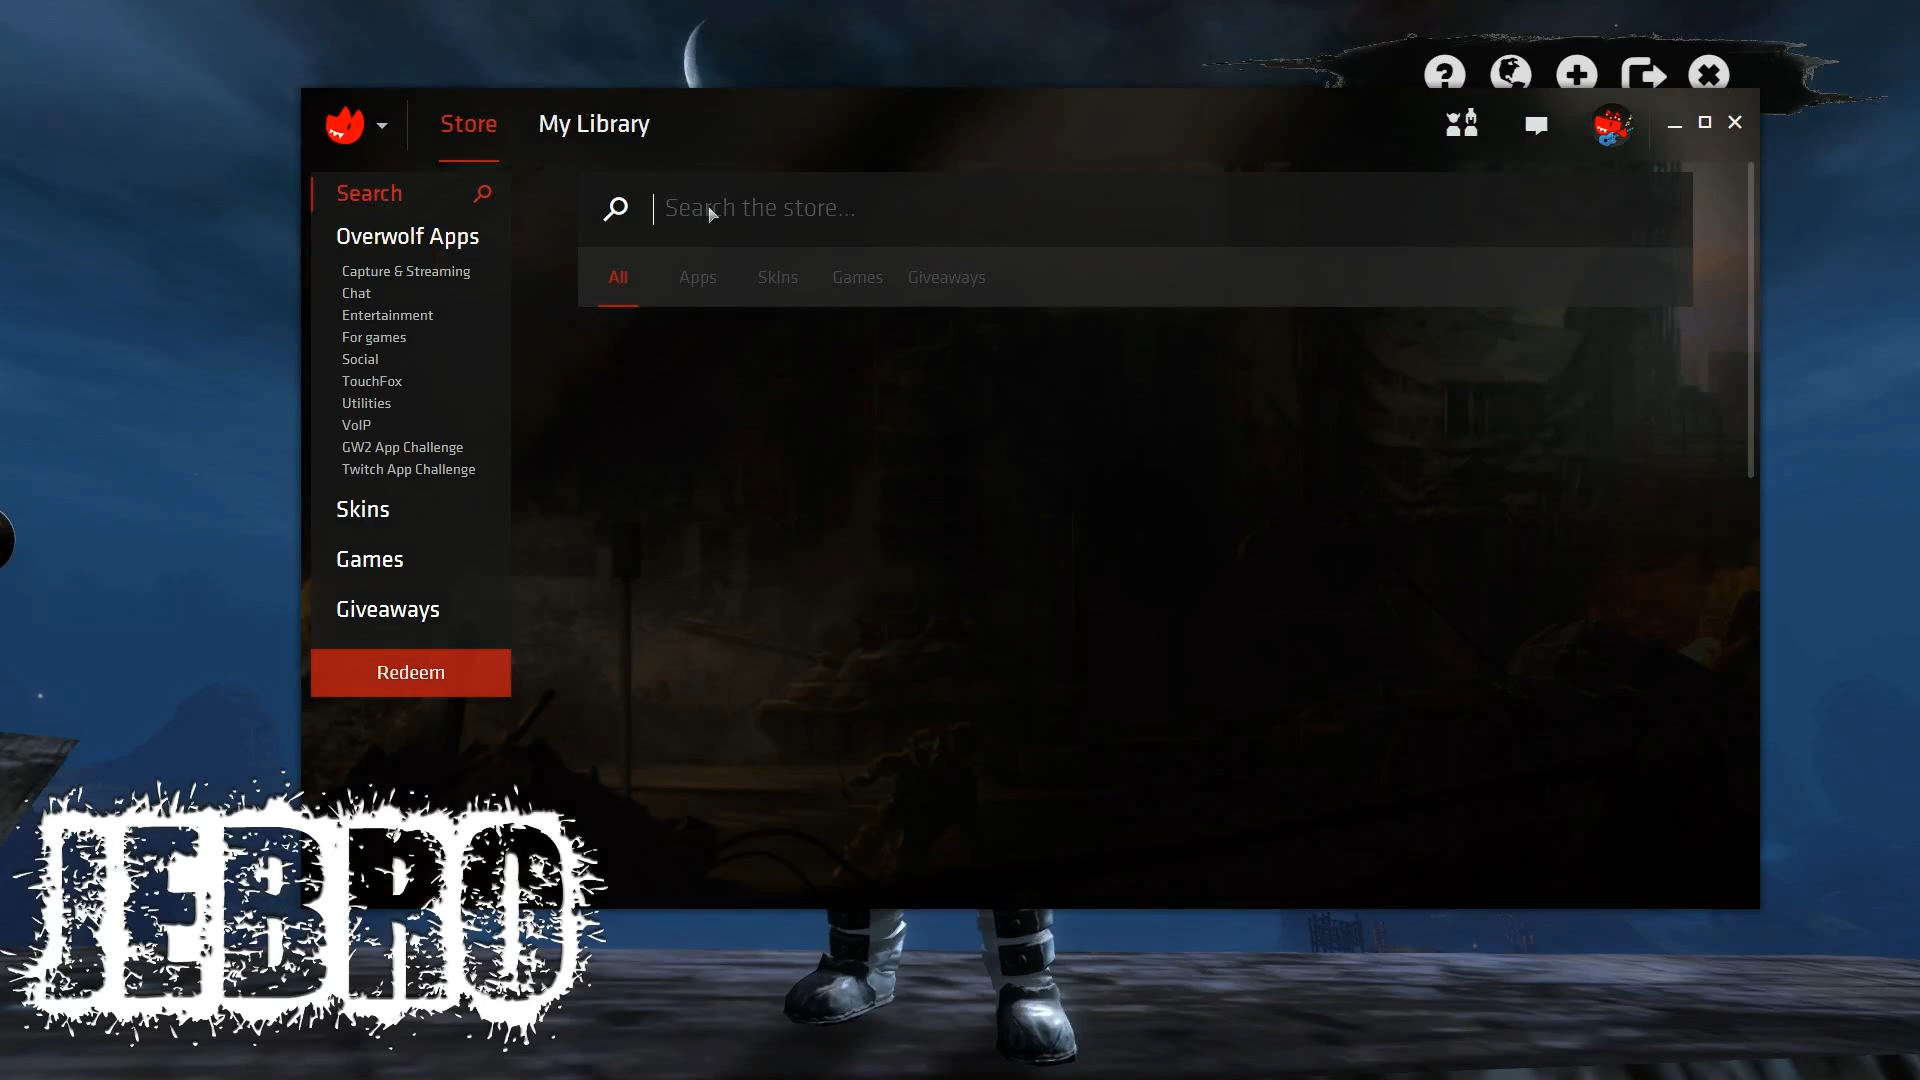 Store My Library
Search
Search the store...
Overwolf Apps
All Apps Skins Games Giveaways
Capture & Streaming
Chat
Entertainment
For games
Social
TouchFox
Utilities
VoIP
GW2 App Challenge
Twitch App Challenge
Skins
Games
Giveaways
Redeem
JEBRO